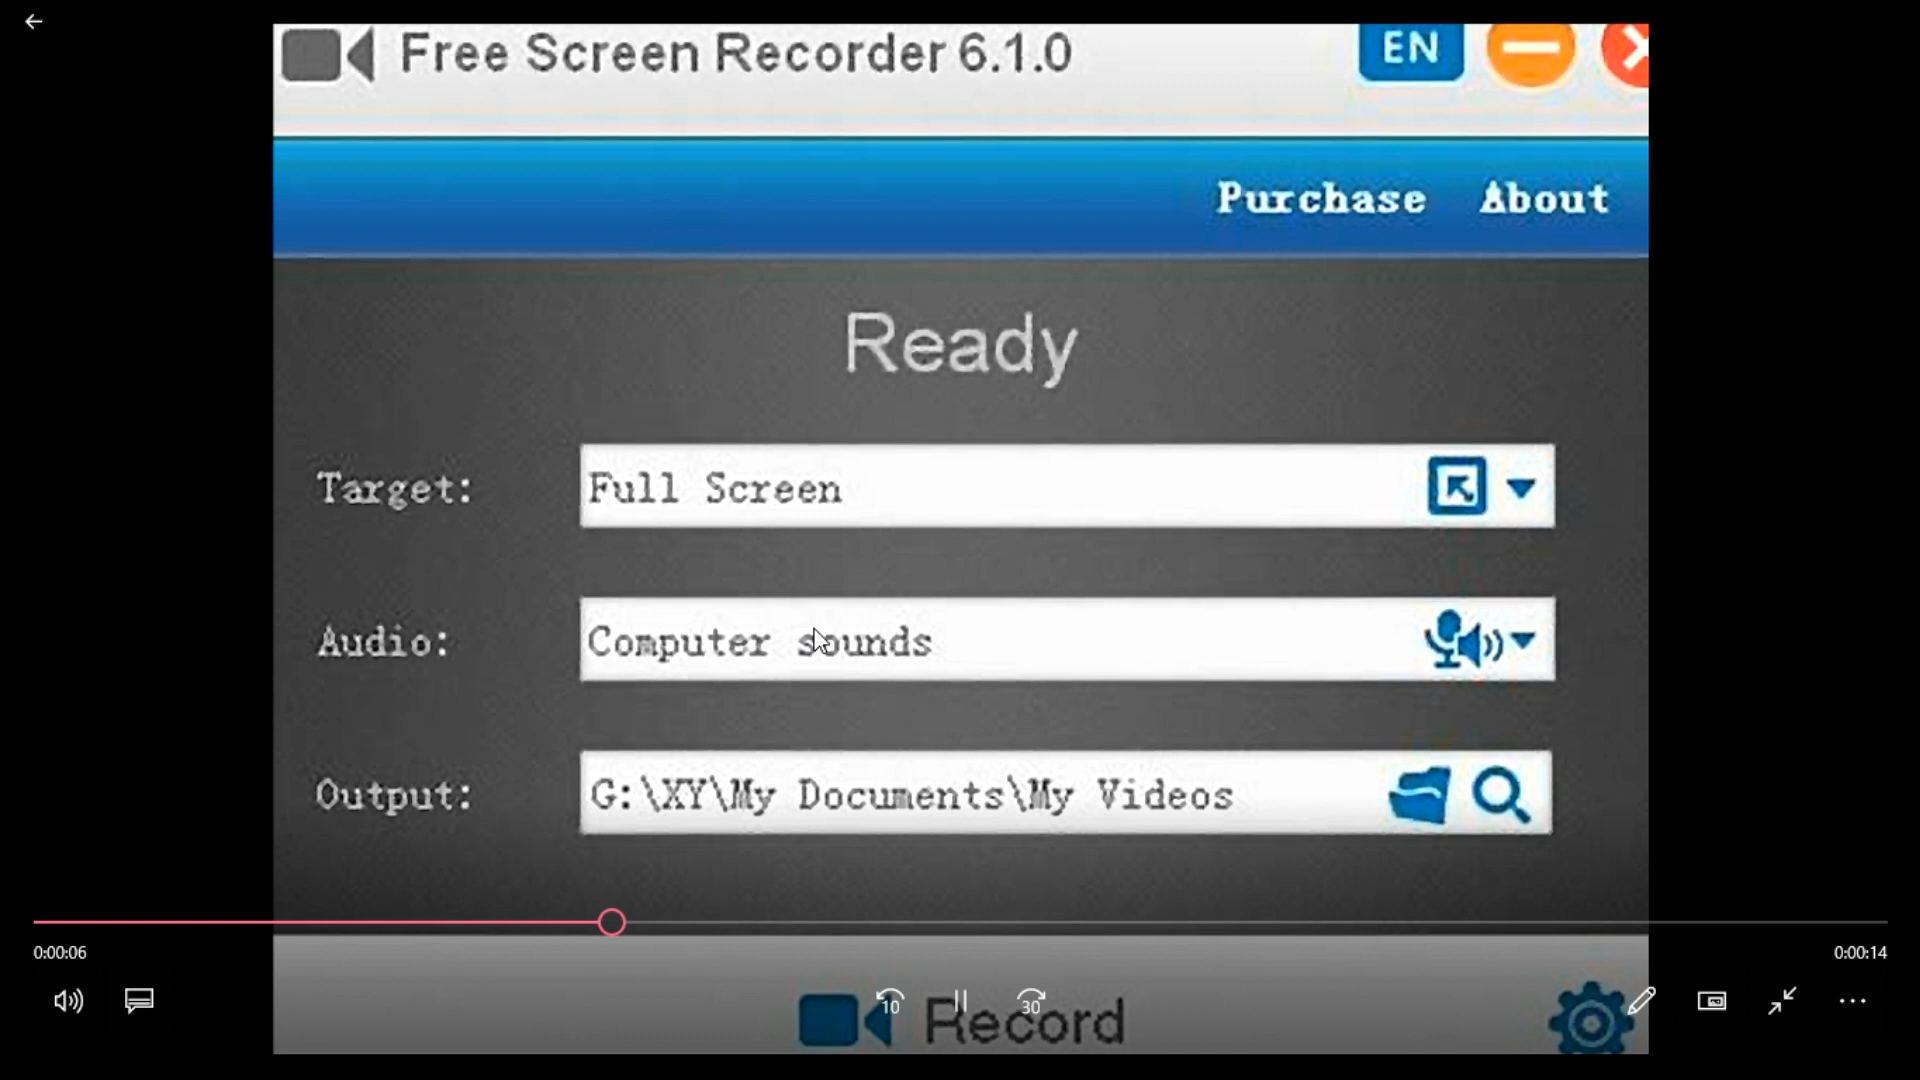 Free Screen Recorder 6.1.0 EN
Purchase About
Ready
Target: Full Screen
Audio: Computer sounds
Output: G:\XY\My Documents\My Videos
0:00:06 0:00:14
10 30
Record